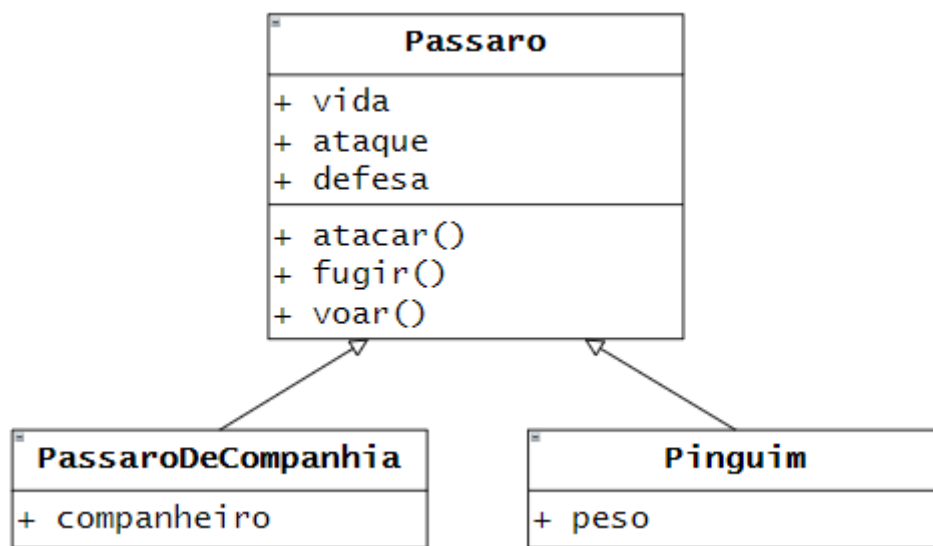 Passaro
+ vida
+ ataque
+ defesa
+ atacar()
+ fugir()
+ voar()
PassaroDeCompanhia
+ companheiro
Pinguim
+ peso